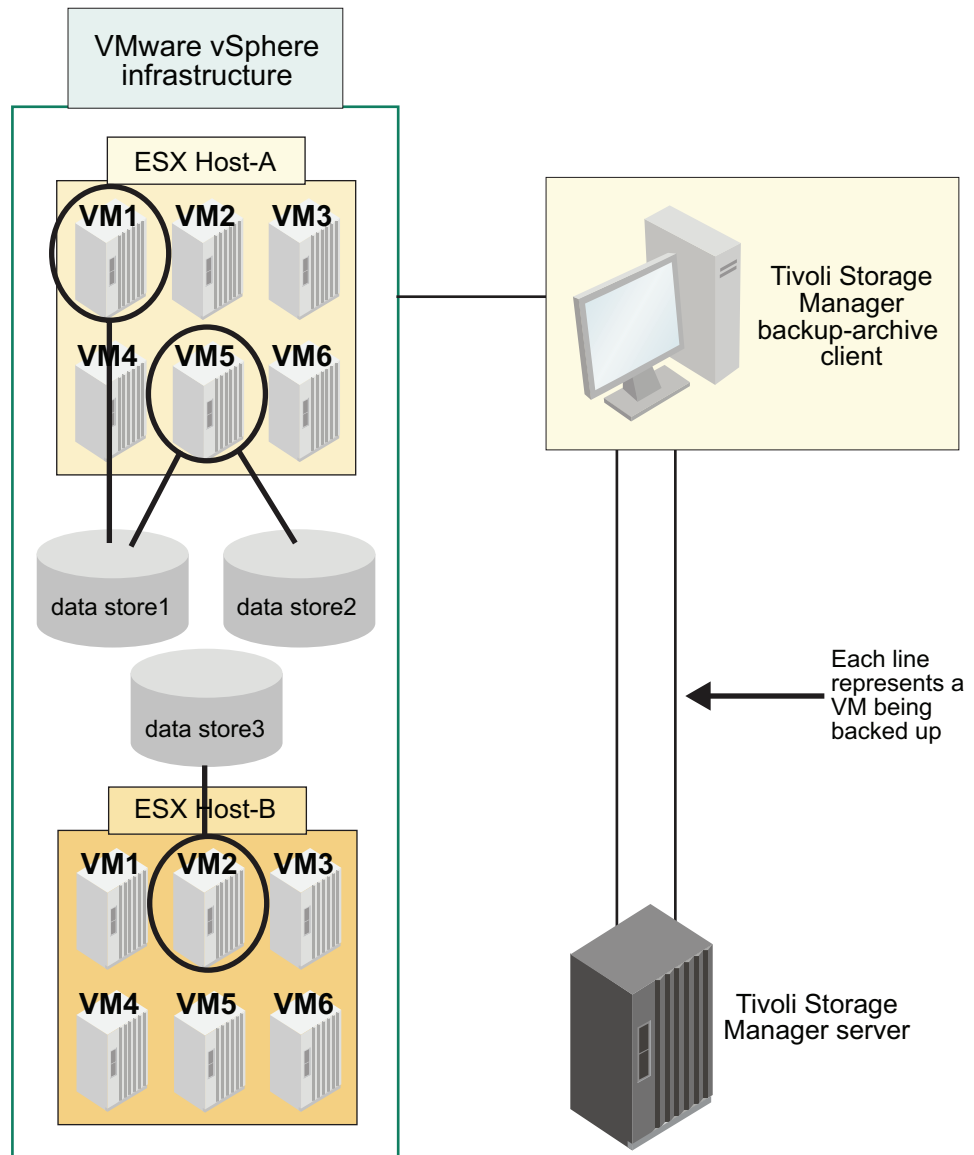 VMware vSphere
infrastructure
ESX Host-A
VM1 VM2 VM3
VM4 VM5 VM6
data store1 data store2
data store3
ESX Host-B
VM1 VM2 VM3
VM4 VM5 VM6
Tivoli Storage
Manager
backup-archive
client
Each line
represents a
VM being
backed up
Tivoli Storage
Manager server